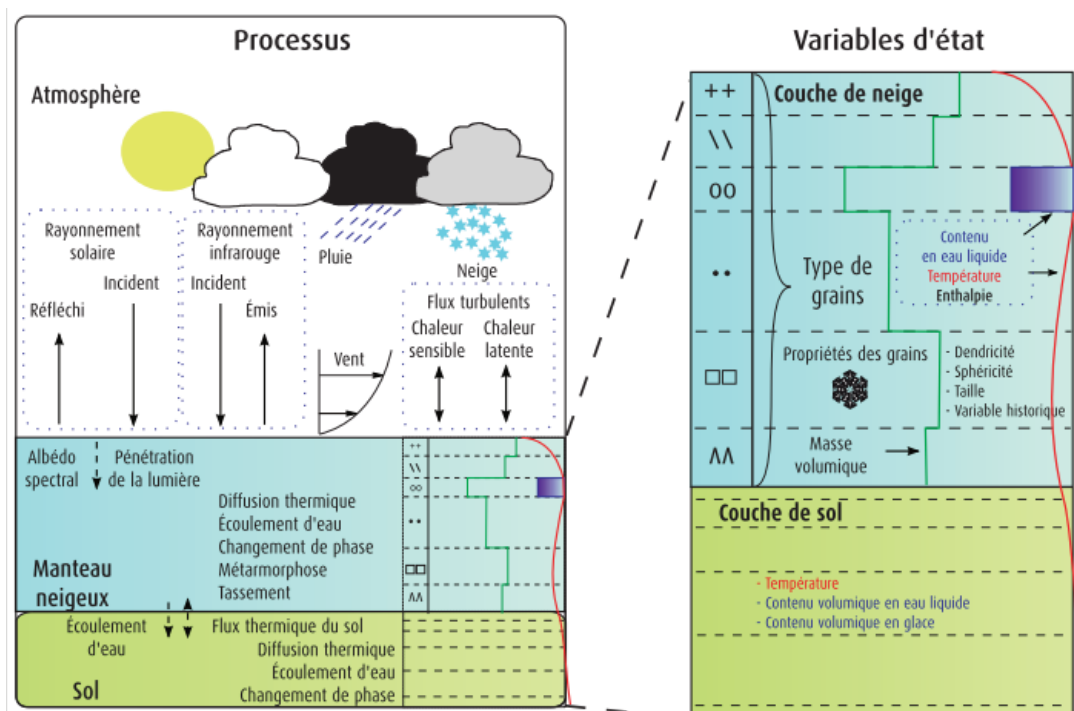 Processus
Atmosphère
Rayonnement
solaire
Réfléchi
Incident
Rayonnement
infrarouge
Incident
Émis
Pluie
Neige
Vent
Flux turbulents
Chaleur
sensible
Chaleur
latente
Albédo
spectral
Pénétration
de la lumière
Diffusion thermique
Écoulement d'eau
Changement de phase
Métarmorphose
Tassement
Manteau
neigeux
++
\\
oo
••
□□
ΛΛ
Écoulement
d'eau
Flux thermique du sol
Diffusion thermique
Écoulement d'eau
Changement de phase
Sol
Variables d'état
Couche de neige
++
\\
oo
••
□□
ΛΛ
Type de
grains
Contenu
en eau liquide
Température
Enthalpie
Propriétés des grains
- Dendricité
- Sphéricité
- Taille
- Variable historique
Masse
volumique
Couche de sol
- Température
- Contenu volumique en eau liquide
- Contenu volumique en glace